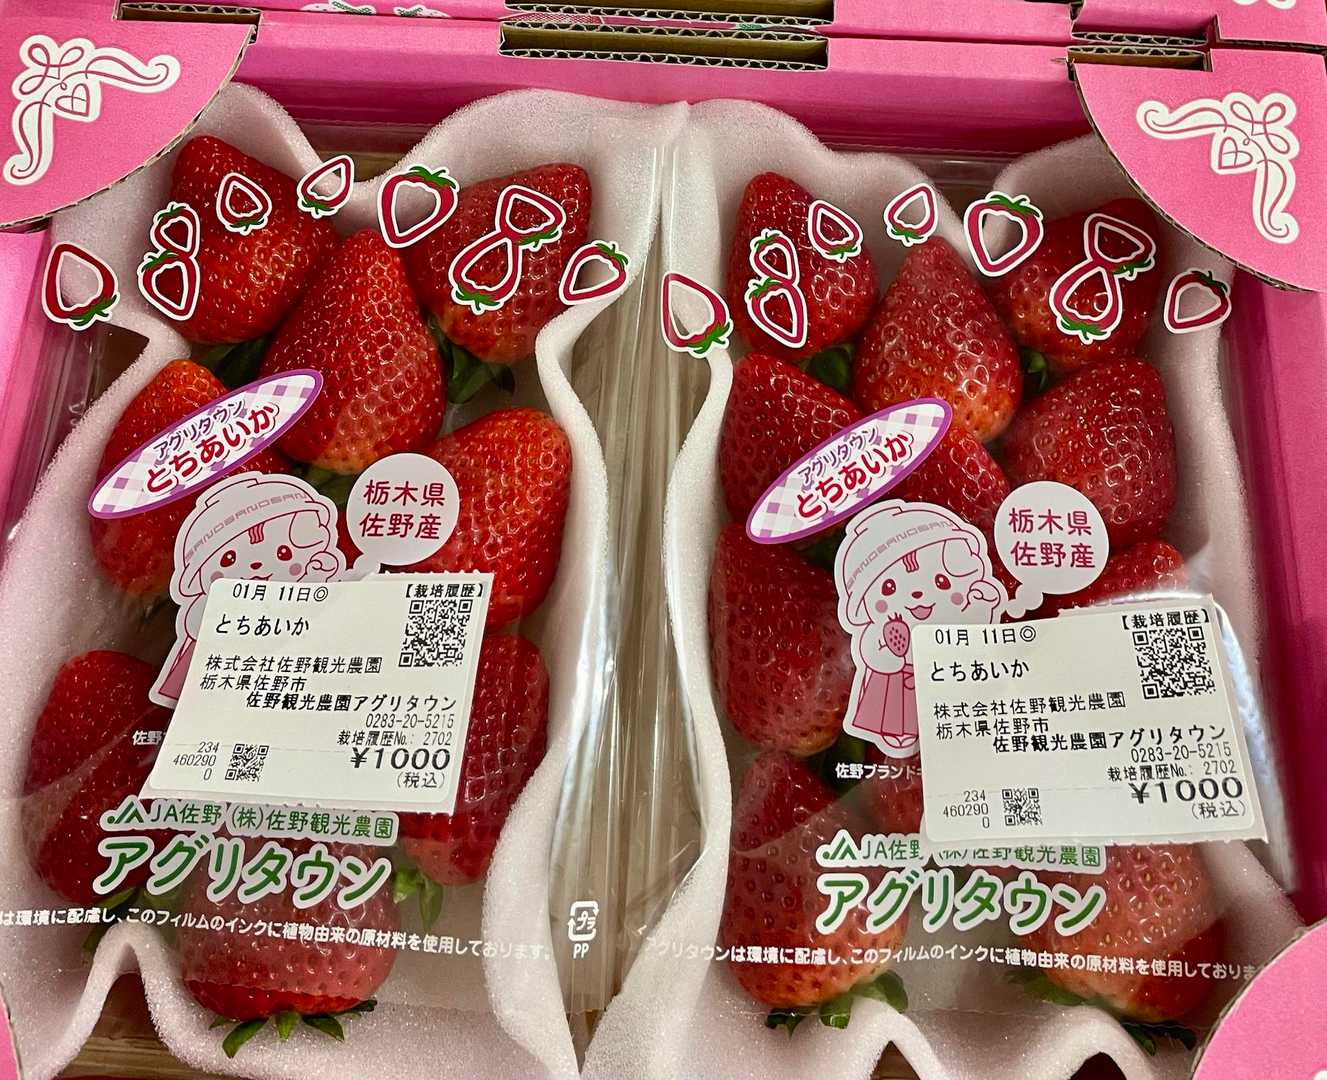 アグリタウン
とちあいか
栃木県
佐野産
SANOSANOSAN
01月 11日◎
【栽培履歴】
とちあいか
株式会社佐野観光農園
栃木県佐野市
佐野観光農園アグリタウン
0283-20-5215
栽培履歴No.: 2702
234
460290
0
¥1000
(税込)
佐野
JA佐野 (株)佐野観光農園
アグリタウン
は環境に配慮し、このフィルムのインクに植物由来の原材料を使用しております。
プラ
PP
アグリタウン
とちあいか
栃木県
佐野産
01月 11日◎
【栽培履歴】
とちあいか
株式会社佐野観光農園
栃木県佐野市
佐野観光農園アグリタウン
0283-20-5215
栽培履歴No.: 2702
234
460290
0
¥1000
(税込)
佐野ブランド
JA佐野 (株)佐野観光農園
アグリタウン
アグリタウンは環境に配慮し、このフィルムのインクに植物由来の原材料を使用しておりま